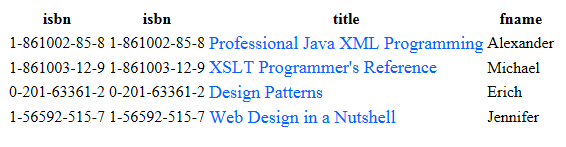 isbn isbn title fname
1-861002-85-8 1-861002-85-8 Professional Java XML Programming Alexander
1-861003-12-9 1-861003-12-9 XSLT Programmer's Reference Michael
0-201-63361-2 0-201-63361-2 Design Patterns Erich
1-56592-515-7 1-56592-515-7 Web Design in a Nutshell Jennifer